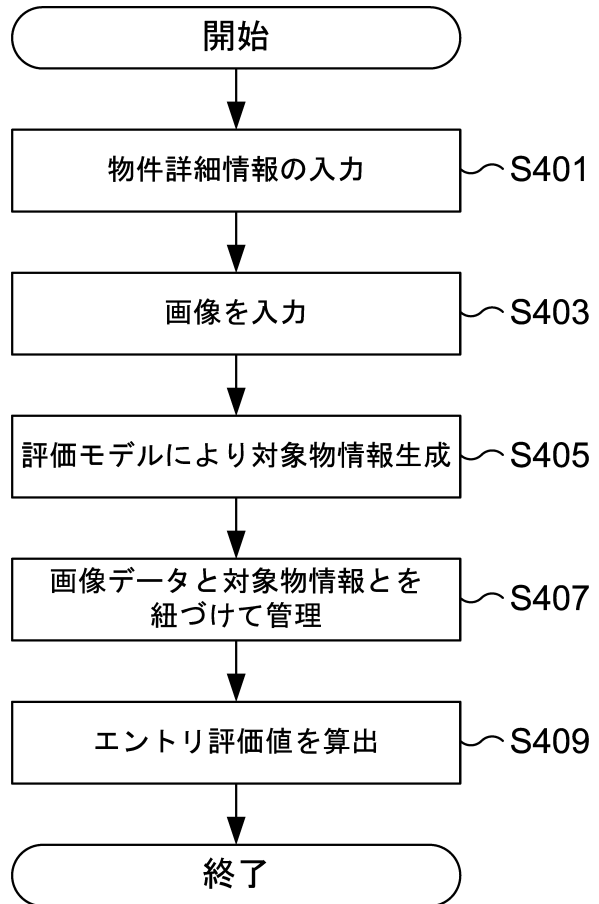 開始
物件詳細情報の入力
S401
画像を入力
S403
評価モデルにより対象物情報生成
S405
画像データと対象物情報とを
紐づけて管理
S407
エントリ評価値を算出
S409
終了